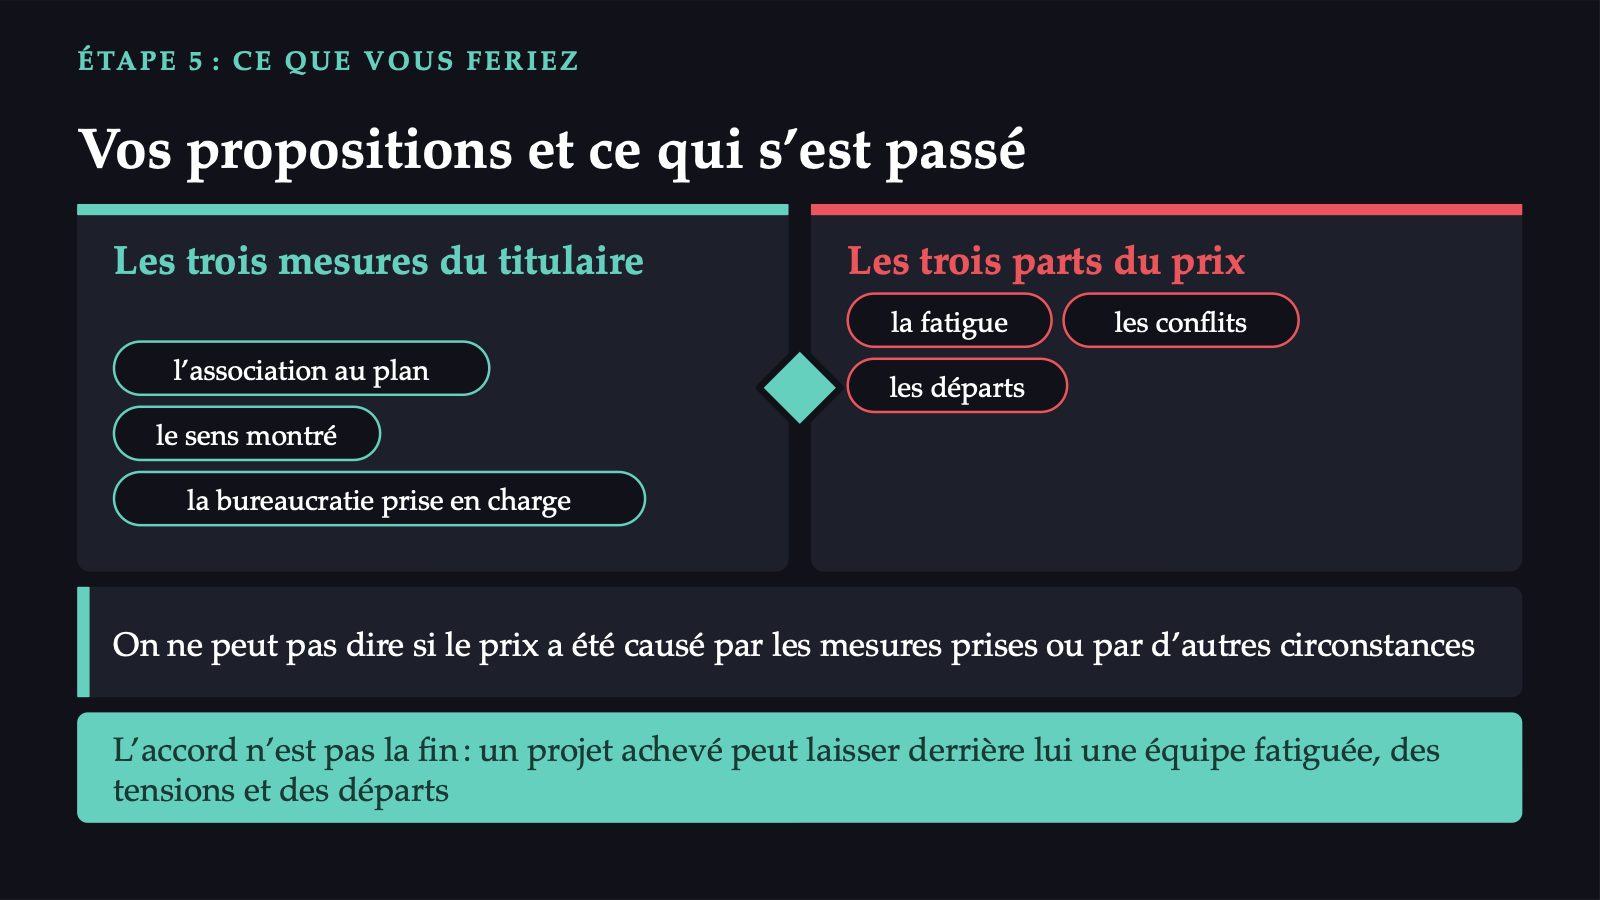 ÉTAPE 5 : CE QUE VOUS FERIEZ
Vos propositions et ce qui s’est passé
Les trois mesures du titulaire
l’association au plan
le sens montré
la bureaucratie prise en charge
Les trois parts du prix
la fatigue
les conflits
les départs
On ne peut pas dire si le prix a été causé par les mesures prises ou par d’autres circonstances
L’accord n’est pas la fin : un projet achevé peut laisser derrière lui une équipe fatiguée, des
tensions et des départs